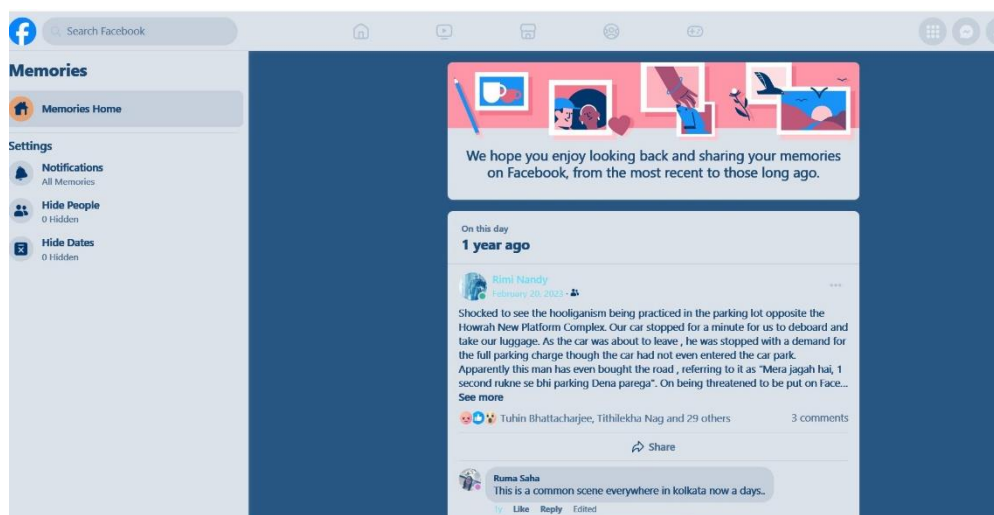 Search Facebook
Memories
Memories Home
Settings
Notifications
All Memories
Hide People
0 Hidden
Hide Dates
0 Hidden
We hope you enjoy looking back and sharing your memories
on Facebook, from the most recent to those long ago.
On this day
1 year ago
Rimi Nandy
February 20, 2023 ·
Shocked to see the hooliganism being practiced in the parking lot opposite the
Howrah New Platform Complex. Our car stopped for a minute for us to deboard and
take our luggage. As the car was about to leave , he was stopped with a demand for
the full parking charge though the car had not even entered the car park.
Apparently this man has even bought the road , referring to it as "Mera jagah hai, 1
second rukne se bhi parking Dena parega". On being threatened to be put on Face...
See more
Tuhin Bhattacharjee, Tithilekha Nag and 29 others 3 comments
Share
Ruma Saha
This is a common scene everywhere in kolkata now a days..
1y Like Reply Edited